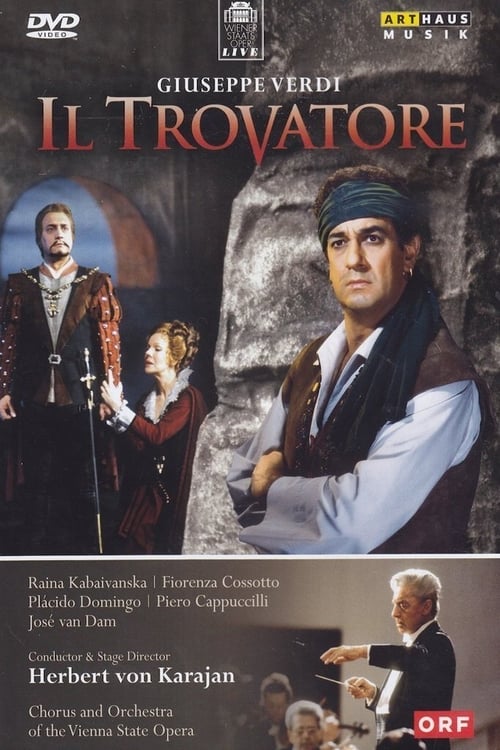 DVD
VIDEO
WIENER
STAATS
OPER
LIVE
ARTHAUS
MUSIK
GIUSEPPE VERDI
IL TROVATORE
Raina Kabaivanska | Fiorenza Cossotto
Plácido Domingo | Piero Cappuccilli
José van Dam
Conductor & Stage Director
Herbert von Karajan
Chorus and Orchestra
of the Vienna State Opera
ORF